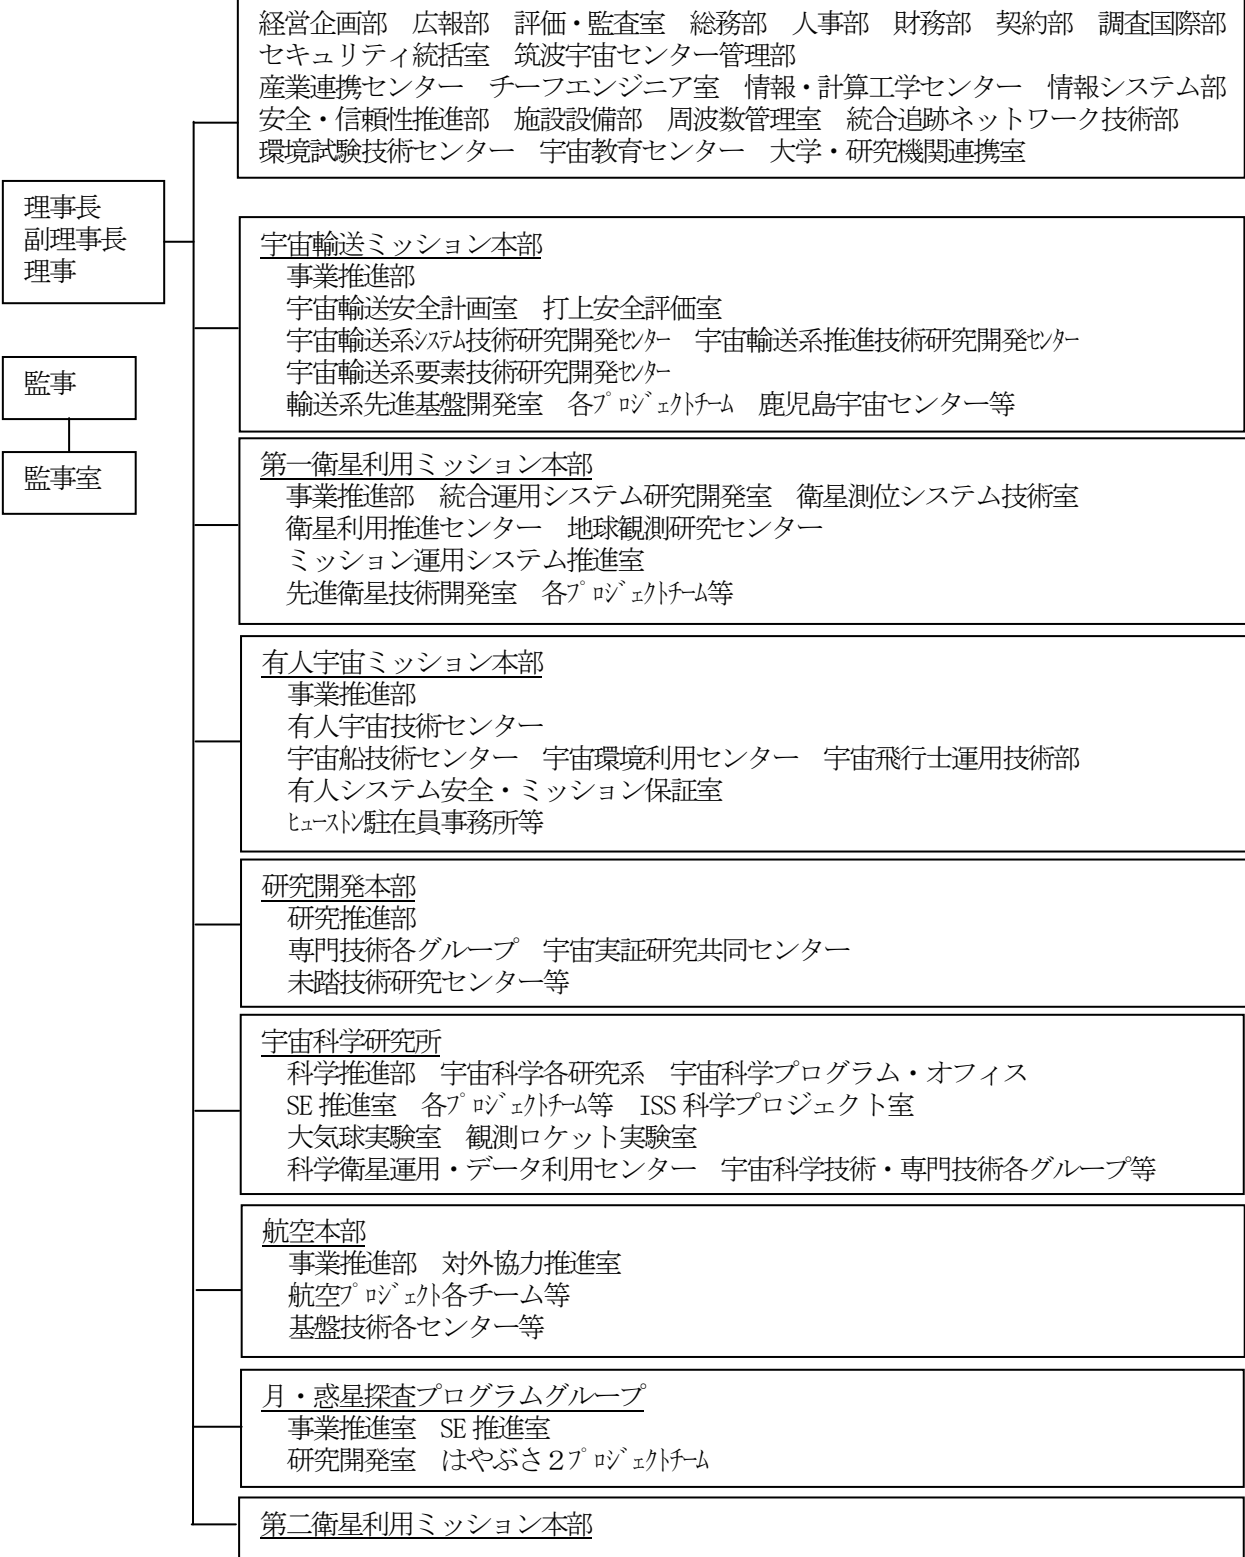 経営企画部　広報部　評価・監査室　総務部　人事部　財務部　契約部　調査国際部
セキュリティ統括室　筑波宇宙センター管理部
産業連携センター　チーフエンジニア室　情報・計算工学センター　情報システム部
安全・信頼性推進部　施設設備部　周波数管理室　統合追跡ネットワーク技術部
環境試験技術センター　宇宙教育センター　大学・研究機関連携室
理事長
副理事長
理事
監事
監事室
宇宙輸送ミッション本部
事業推進部
宇宙輸送安全計画室　打上安全評価室
宇宙輸送系ｼｽﾃﾑ技術研究開発ｾﾝﾀｰ　宇宙輸送系推進技術研究開発ｾﾝﾀｰ
宇宙輸送系要素技術研究開発ｾﾝﾀｰ
輸送系先進基盤開発室　各ﾌﾟﾛｼﾞｪｸﾄﾁｰﾑ　鹿児島宇宙センター等
第一衛星利用ミッション本部
事業推進部　統合運用システム研究開発室　衛星測位システム技術室
衛星利用推進センター　地球観測研究センター
ミッション運用システム推進室
先進衛星技術開発室　各ﾌﾟﾛｼﾞｪｸﾄﾁｰﾑ等
有人宇宙ミッション本部
事業推進部
有人宇宙技術センター
宇宙船技術センター　宇宙環境利用センター　宇宙飛行士運用技術部
有人システム安全・ミッション保証室
ﾋｭｰｽﾄﾝ駐在員事務所等
研究開発本部
研究推進部
専門技術各グループ　宇宙実証研究共同センター
未踏技術研究センター等
宇宙科学研究所
科学推進部　宇宙科学各研究系　宇宙科学プログラム・オフィス
SE推進室　各ﾌﾟﾛｼﾞｪｸﾄﾁｰﾑ等　ISS科学プロジェクト室
大気球実験室　観測ロケット実験室
科学衛星運用・データ利用センター　宇宙科学技術・専門技術各グループ等
航空本部
事業推進部　対外協力推進室
航空ﾌﾟﾛｼﾞｪｸﾄ各チーム等
基盤技術各センター等
月・惑星探査プログラムグループ
事業推進室　SE推進室
研究開発室　はやぶさ２ﾌﾟﾛｼﾞｪｸﾄﾁｰﾑ
第二衛星利用ミッション本部